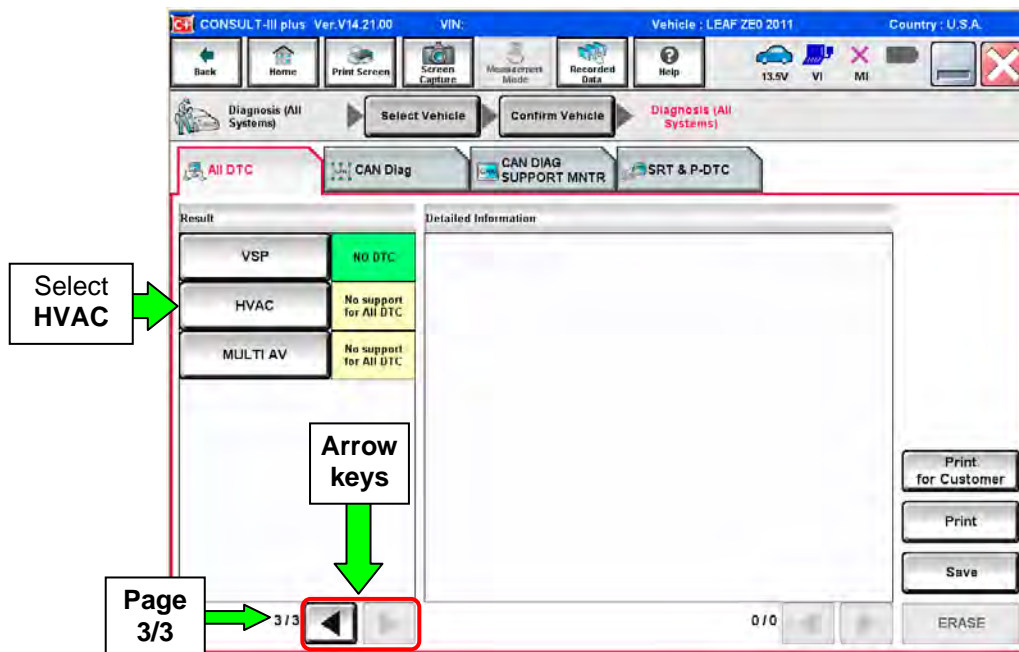 CONSULT-III plus Ver.V14.21.00 VIN: Vehicle : LEAF ZE0 2011 Country : U.S.A.
Back
Home
Print Screen
Screen Capture
Measurement Mode
Recorded Data
Help
13.5V
VI
MI
Diagnosis (All Systems)
Select Vehicle
Confirm Vehicle
Diagnosis (All Systems)
All DTC
CAN Diag
CAN DIAG SUPPORT MNTR
SRT & P-DTC
Result
Detailed Information
VSP
NO DTC
Select
HVAC
HVAC
No support
for All DTC
MULTI AV
No support
for All DTC
Arrow
keys
Print
for Customer
Print
Save
Page
3/3
3/3
0/0
ERASE